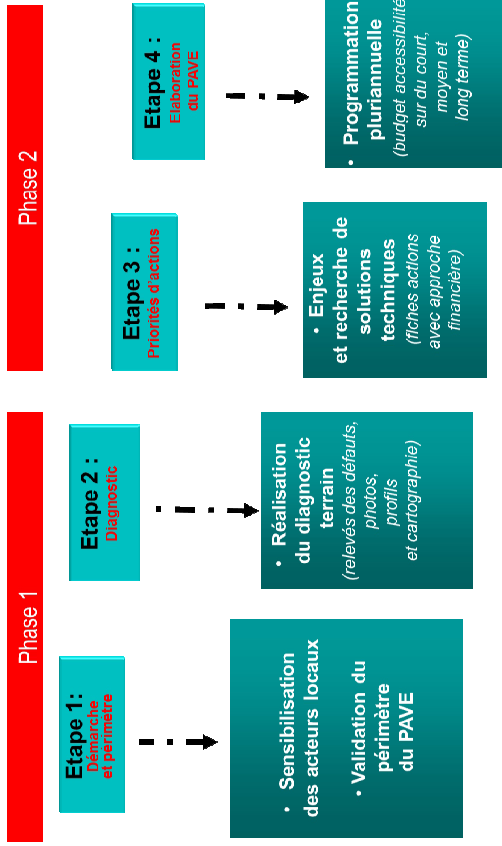 Phase 1
Etape 1:
Démarche
et périmètre
• Sensibilisation
des acteurs locaux
• Validation du
périmètre
du PAVE
Etape 2 :
Diagnostic
• Réalisation
du diagnostic
terrain
(relevés des défauts,
photos,
profils
et cartographie)
Phase 2
Etape 3 :
Priorités d'actions
• Enjeux
et recherche de
solutions
techniques
(fiches actions
avec approche
financière)
Etape 4 :
Elaboration
du PAVE
• Programmation
pluriannuelle
(budget accessibilité
sur du court,
moyen et
long terme)